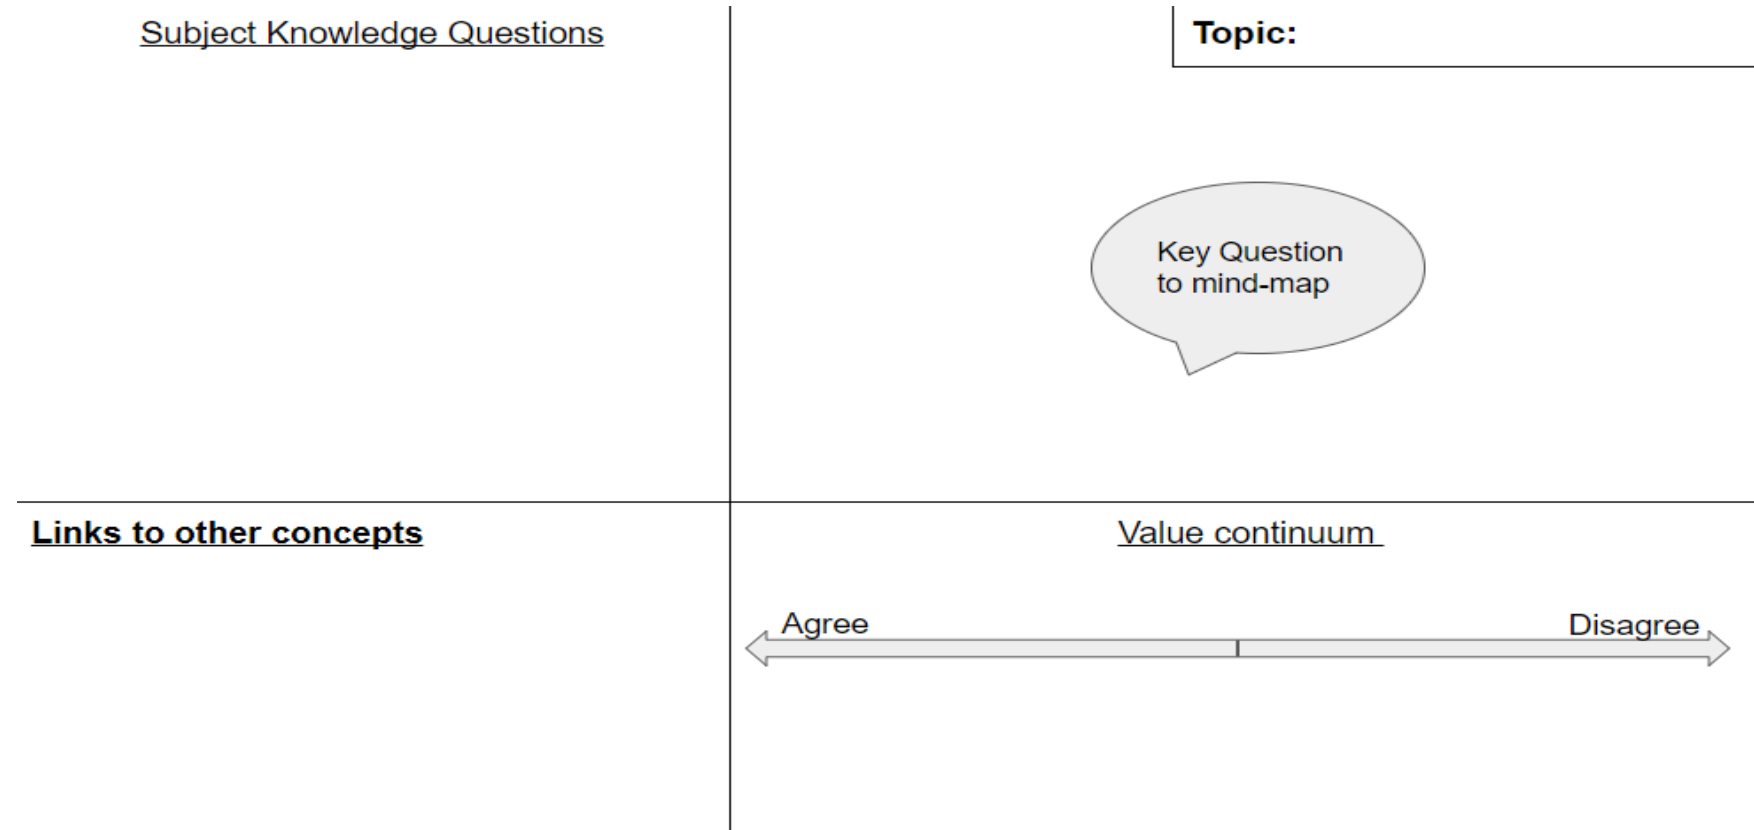 Subject Knowledge Questions
Topic:
Key Question
to mind-map
Links to other concepts
Value continuum
Agree
Disagree